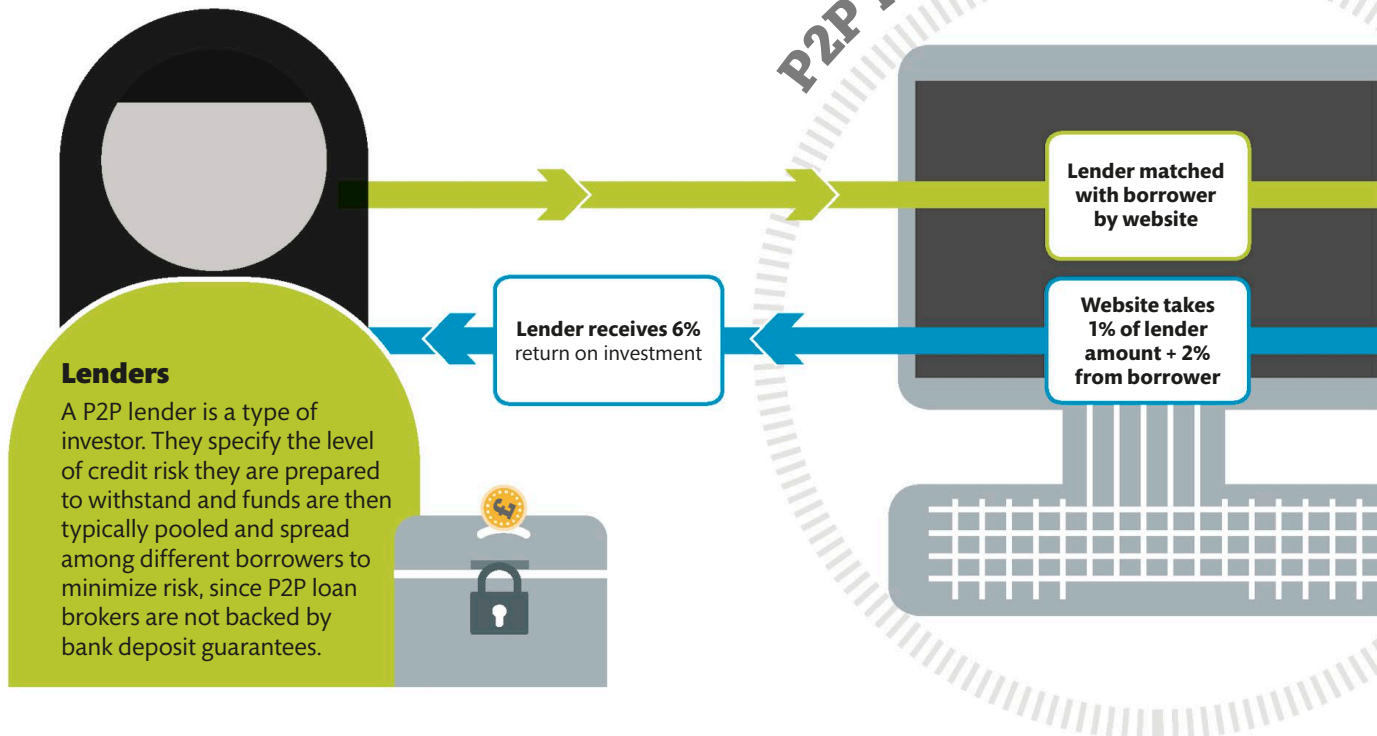 P2P
Lender matched
with borrower
by website
Lender receives 6%
return on investment
Website takes
1% of lender
amount + 2%
from borrower
Lenders
A P2P lender is a type of
investor. They specify the level
of credit risk they are prepared
to withstand and funds are then
typically pooled and spread
among different borrowers to
minimize risk, since P2P loan
brokers are not backed by
bank deposit guarantees.
£